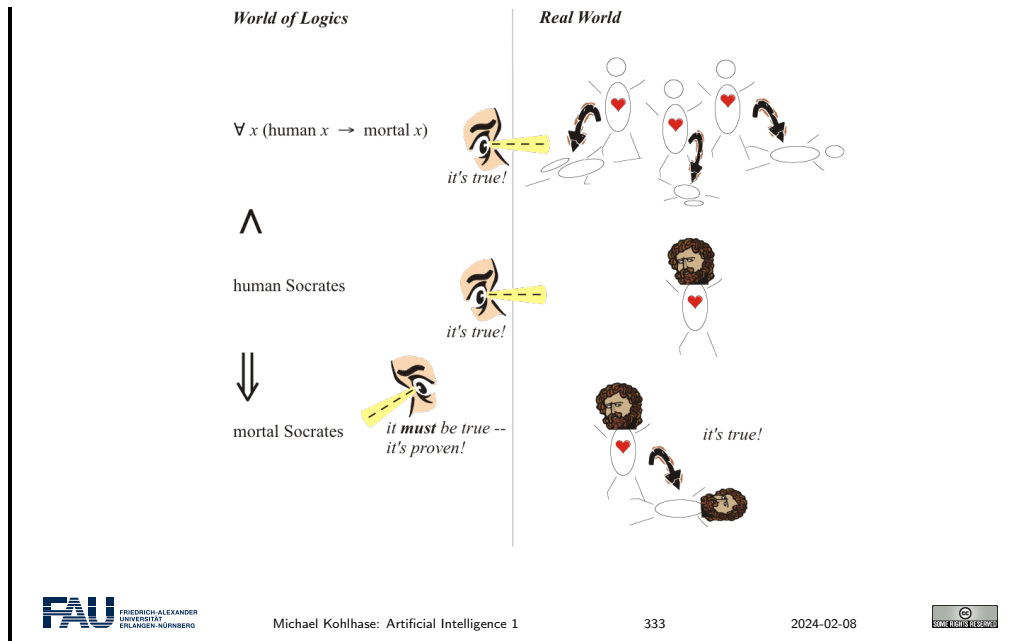 World of Logics
Real World
∀ x (human x → mortal x)
it's true!
∧
human Socrates
it's true!
⇓
mortal Socrates
it must be true --
it's proven!
it's true!
FAU
FRIEDRICH-ALEXANDER
UNIVERSITÄT
ERLANGEN-NÜRNBERG
Michael Kohlhase: Artificial Intelligence 1
333
2024-02-08
cc
SOME RIGHTS RESERVED